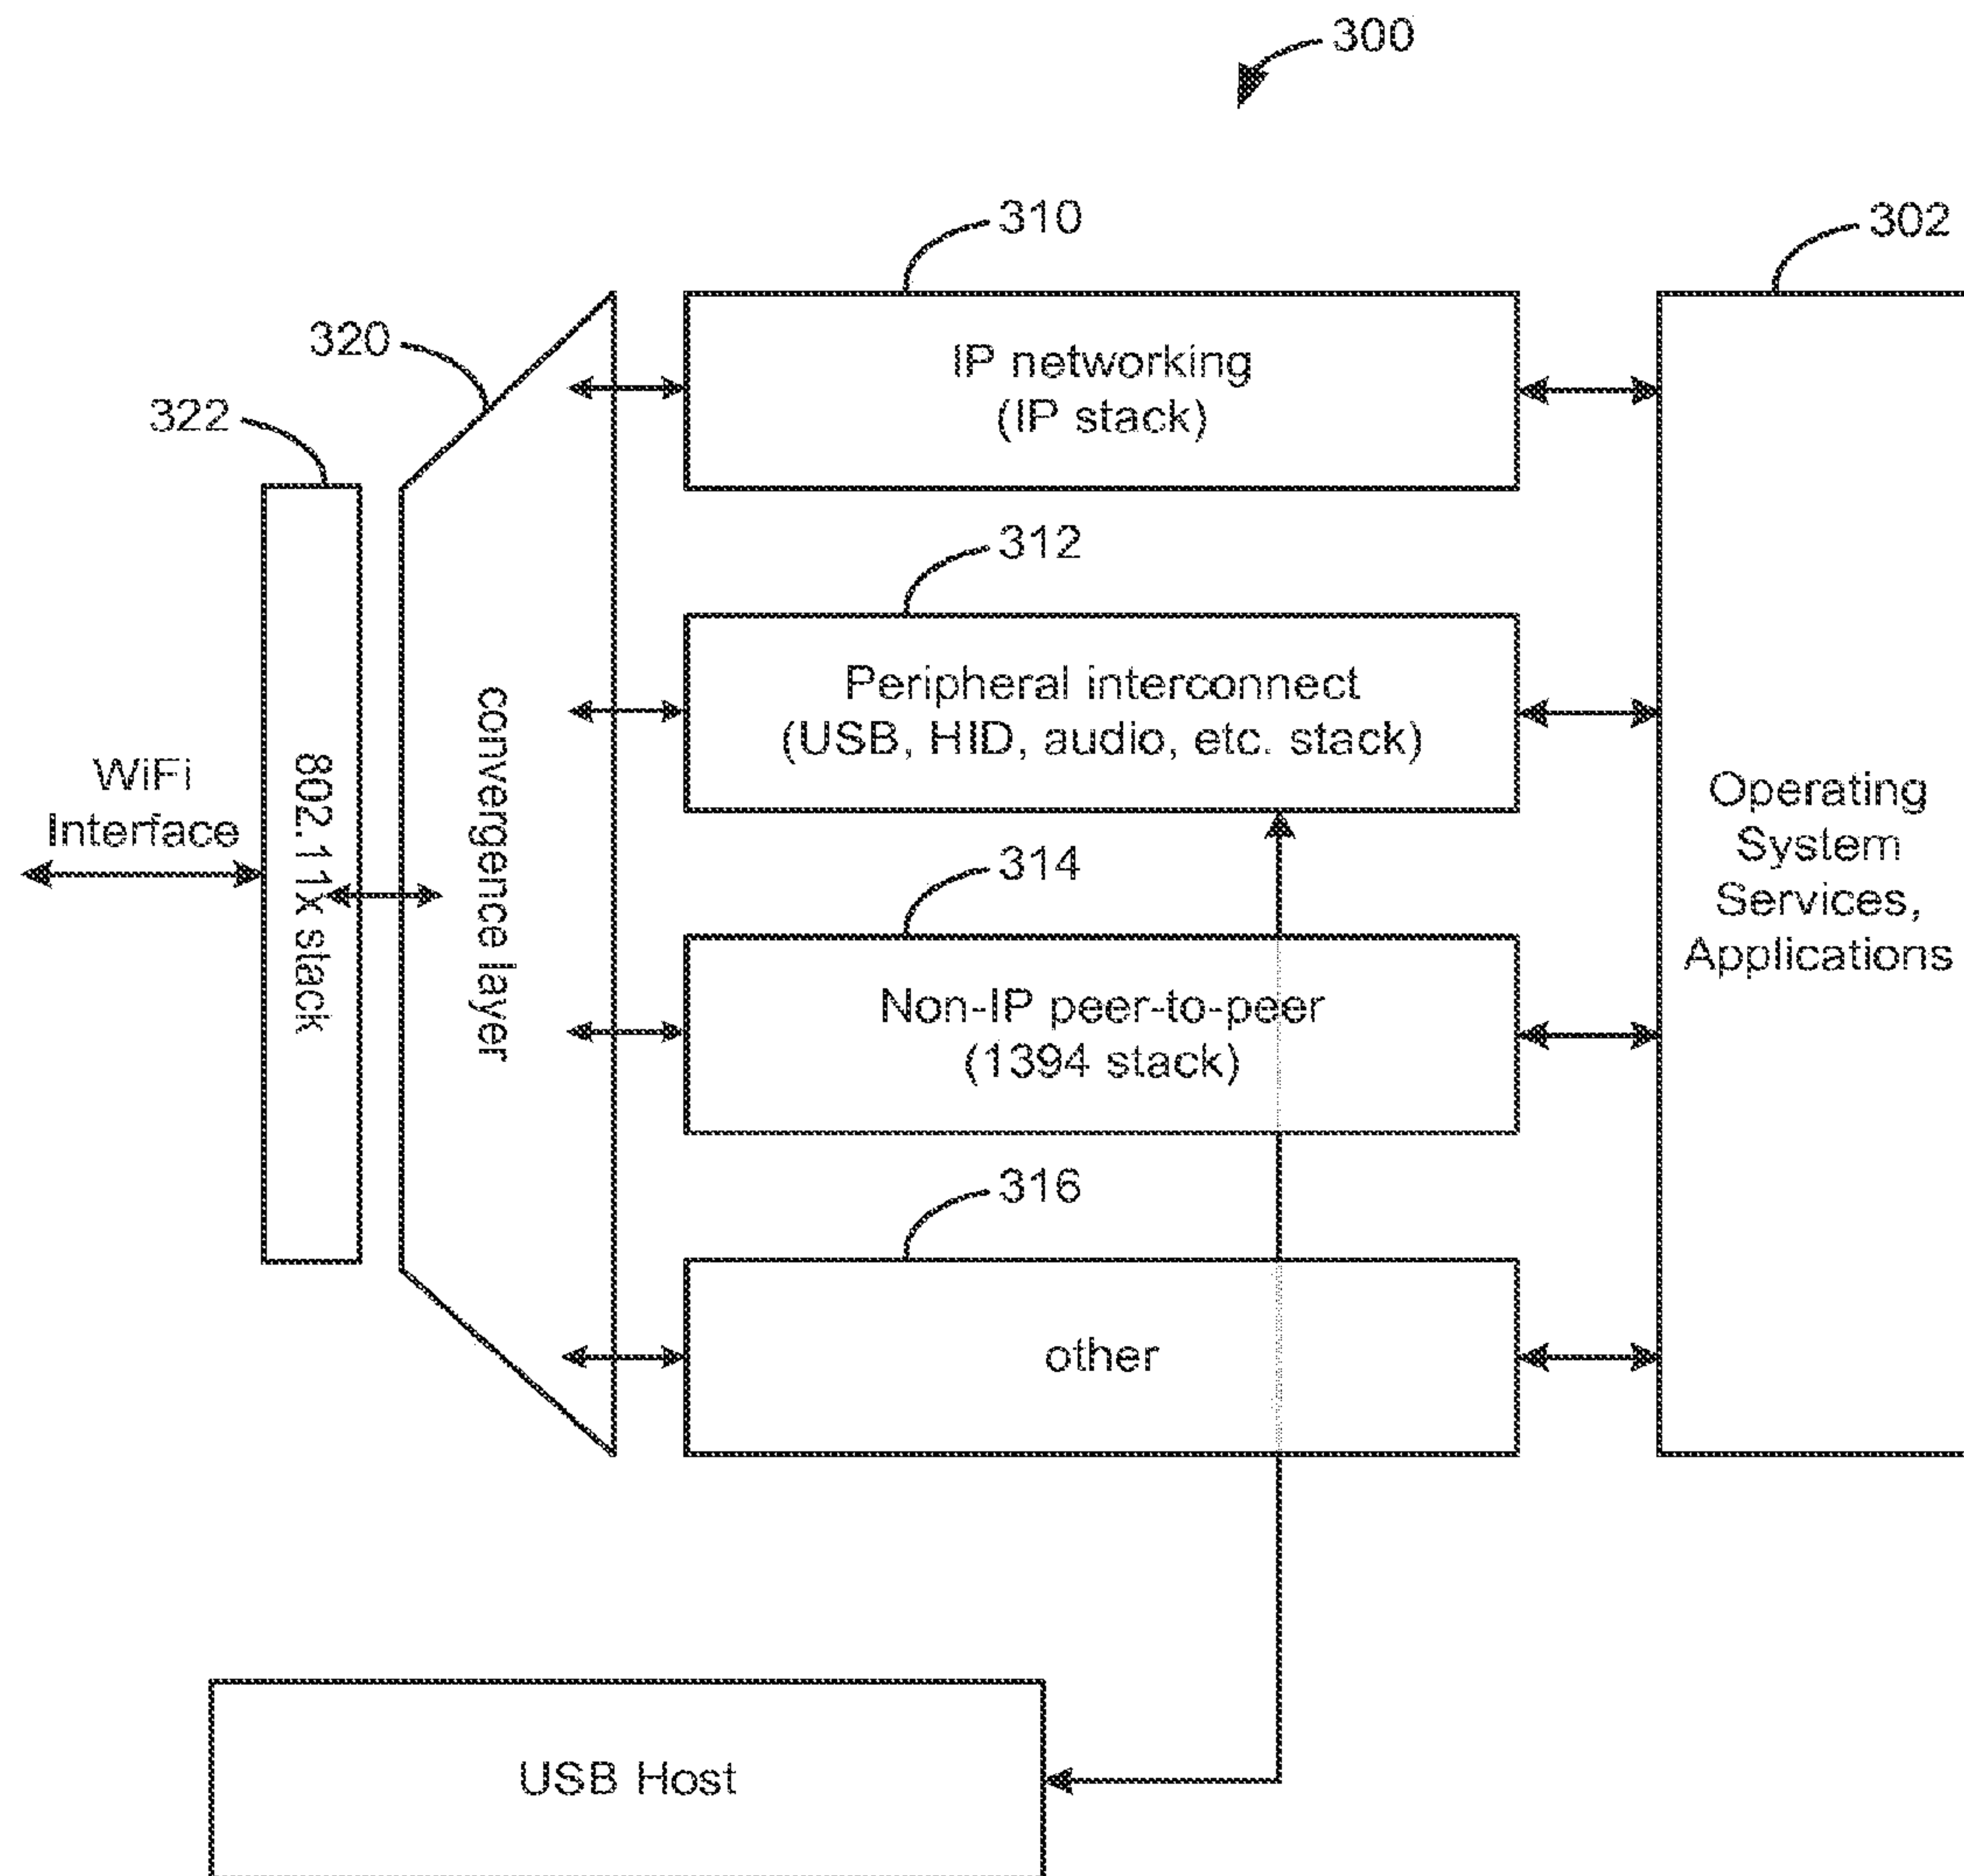 300
310
302
320
IP networking
(IP stack)
322
312
Peripheral interconnect
(USB, HID, audio, etc. stack)
WiFi
Interface
802.11x stack
convergence layer
Operating
System
Services,
Applications
314
Non-IP peer-to-peer
(1394 stack)
316
other
USB Host